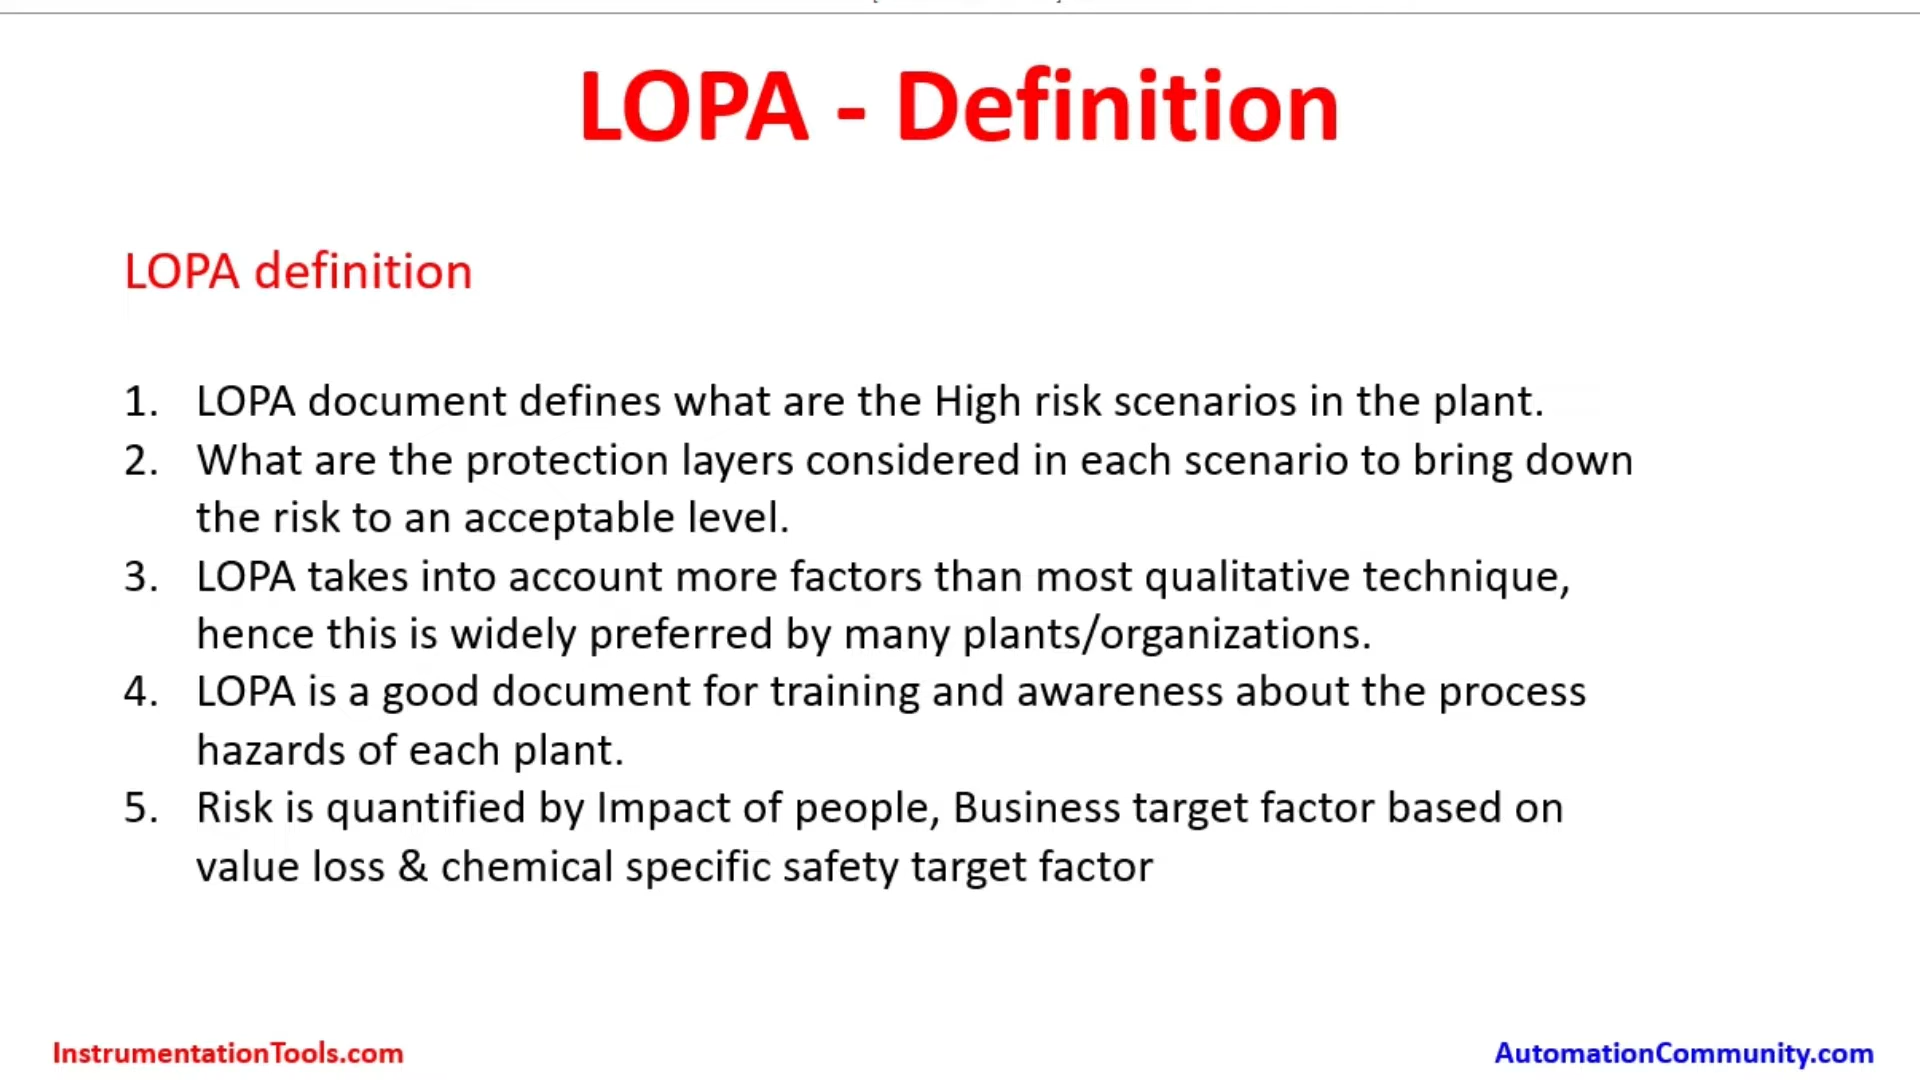 LOPA - Definition
LOPA definition
1. LOPA document defines what are the High risk scenarios in the plant.
2. What are the protection layers considered in each scenario to bring down
the risk to an acceptable level.
3. LOPA takes into account more factors than most qualitative technique,
hence this is widely preferred by many plants/organizations.
4. LOPA is a good document for training and awareness about the process
hazards of each plant.
5. Risk is quantified by Impact of people, Business target factor based on
value loss & chemical specific safety target factor
InstrumentationTools.com
AutomationCommunity.com